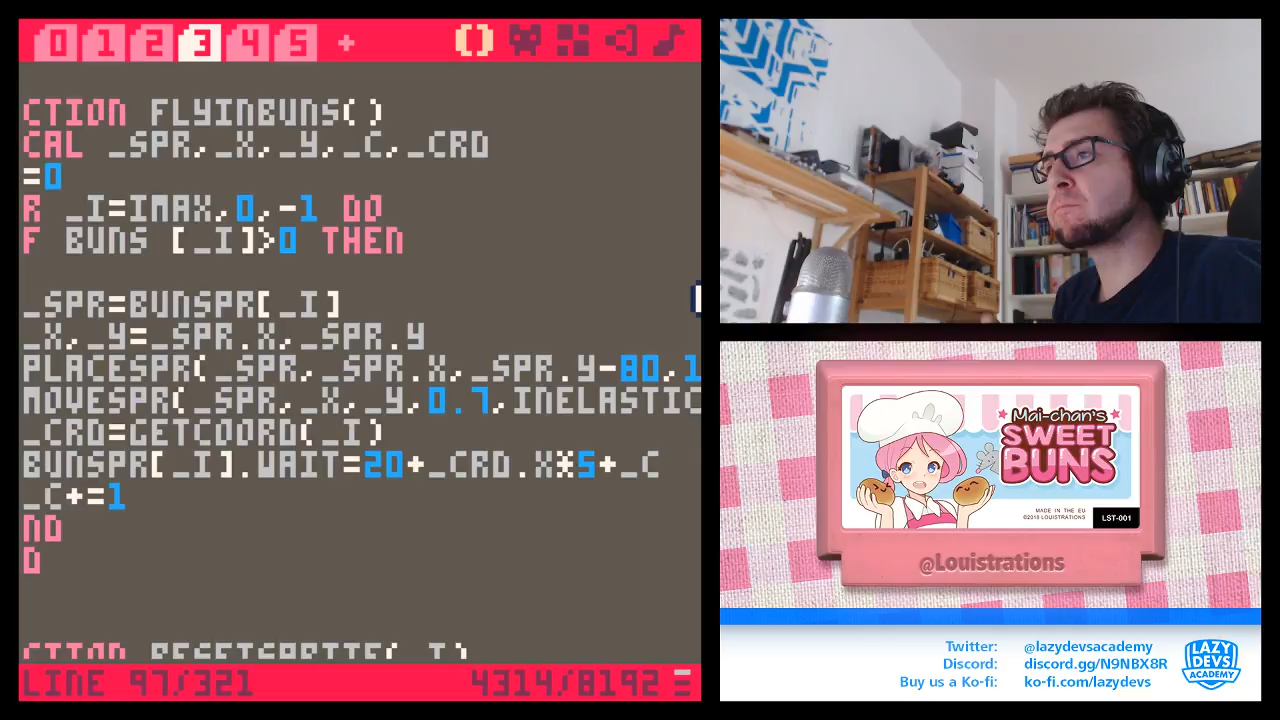 0 1 2 3 4 5 +
CTION FLYINBUNS()
CAL _SPR,_X,_Y,_C,_CRD
=0
R _I=IMAX,0,-1 DO
F BUNS [_I]>0 THEN
_SPR=BUNSPR[_I]
_X,_Y=_SPR.X,_SPR.Y
PLACESPR(_SPR,_SPR.X,_SPR.Y-80,1
MOVESPR(_SPR,_X,_Y,0.7,INELASTIC
_CRD=GETCOORD(_I)
BUNSPR[_I].WAIT=20+_CRD.X*5+_C
_C+=1
ND
D
LINE 97/321 4314/8192
Mai-chan's
SWEET
BUNS
MADE IN THE EU
©2019 LOUISTRATIONS
LST-001
@Louistrations
Twitter: @lazydevsacademy
Discord: discord.gg/N9NBX8R
Buy us a Ko-fi: ko-fi.com/lazydevs
LAZY
DEVS
ACADEMY